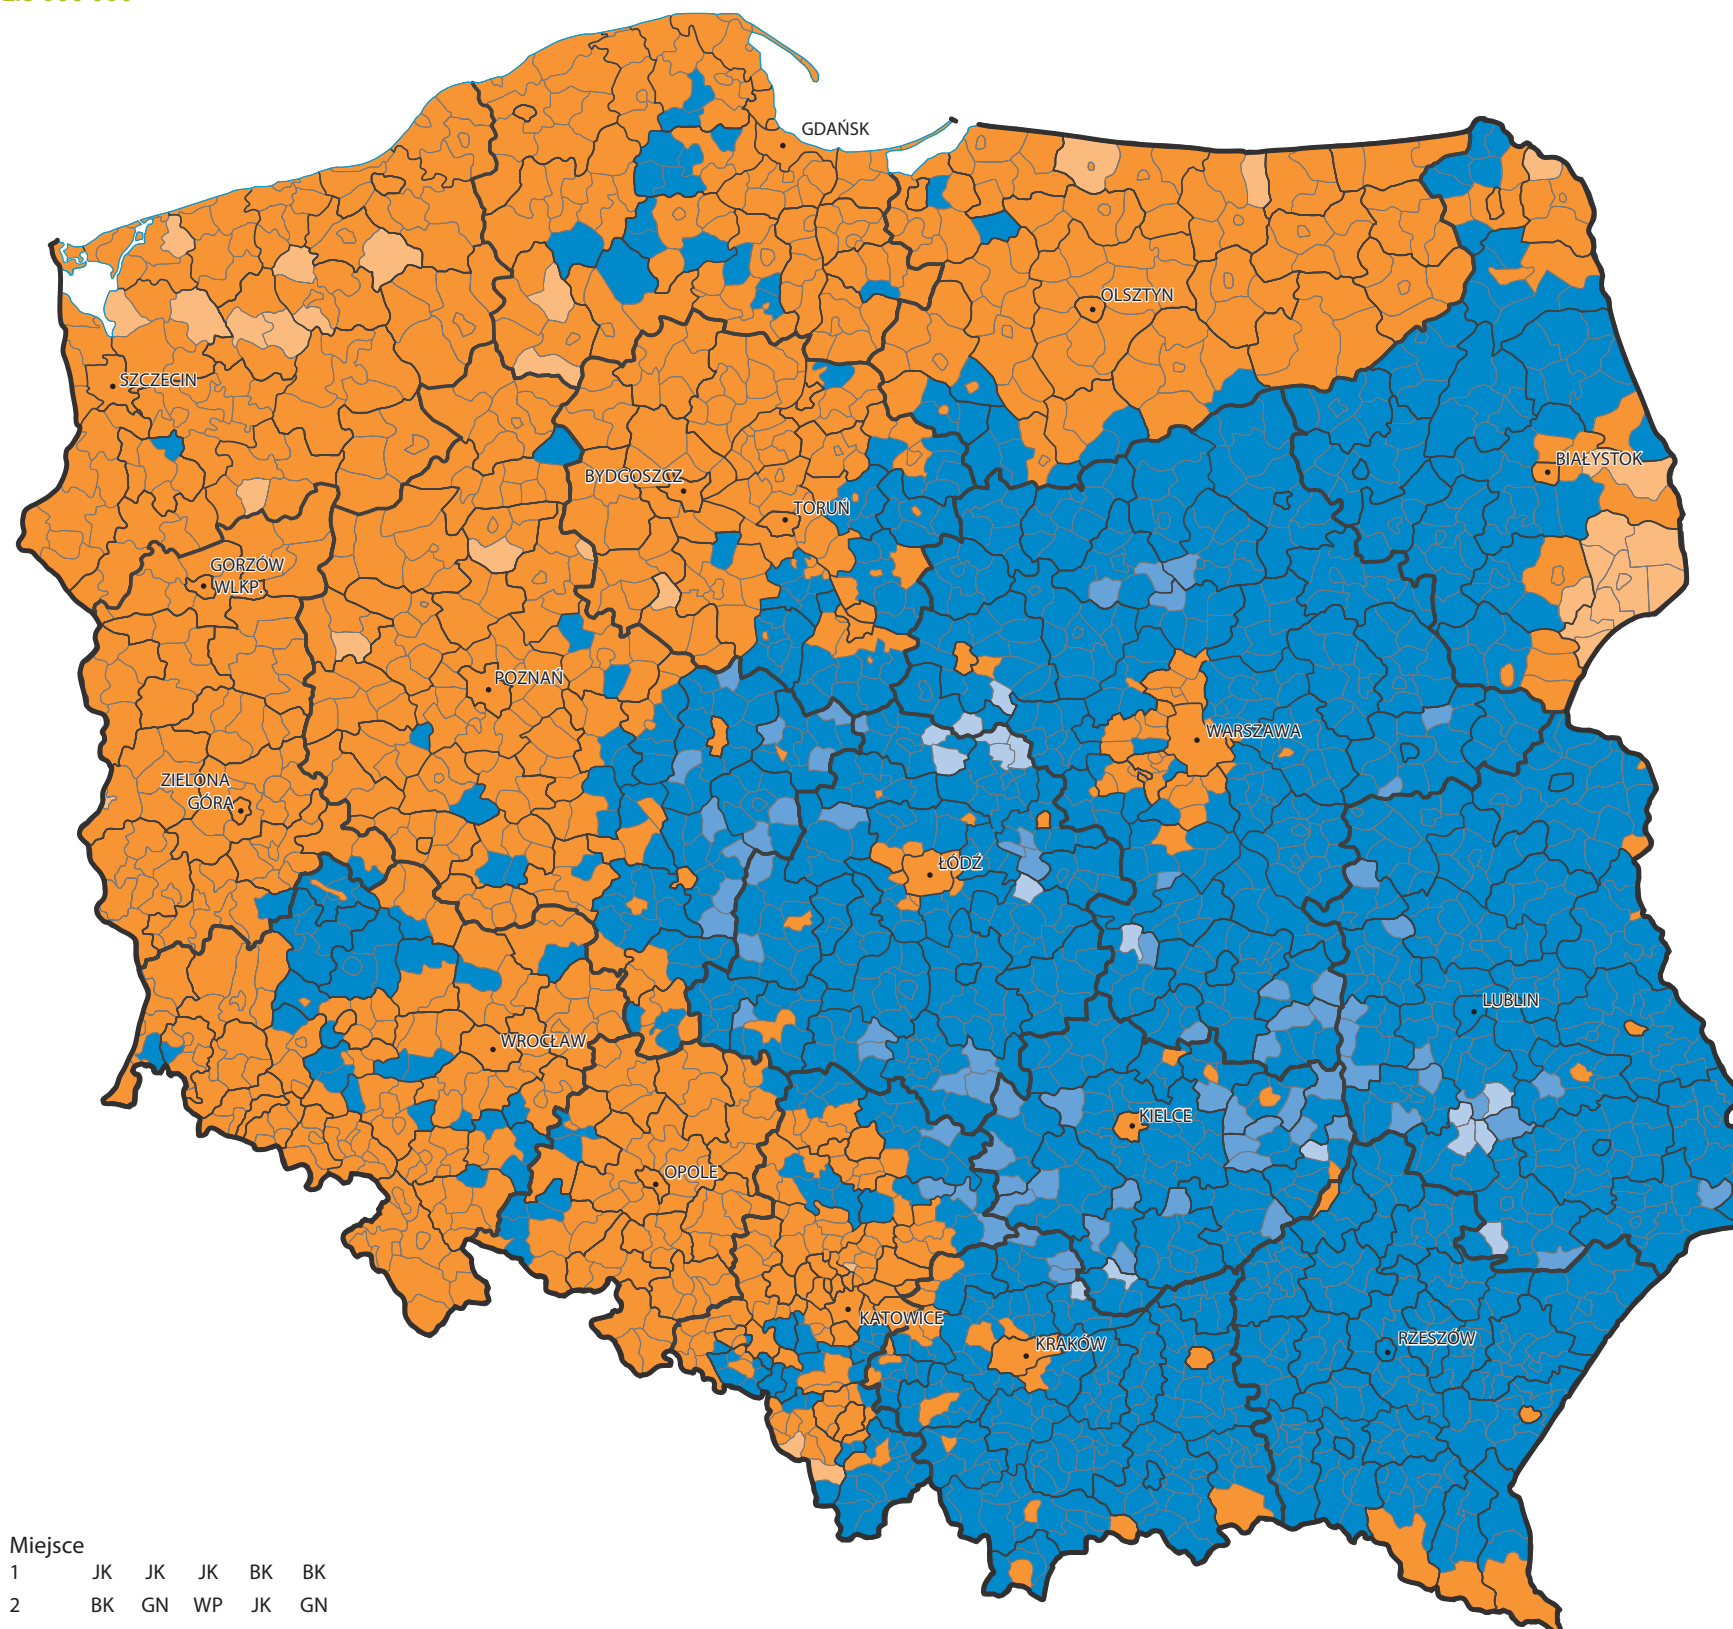 GDAŃSK
OLSZTYN
SZCZECIN
BIAŁYSTOK
BYDGOSZCZ
TORUŃ
GORZÓW
WLKP.
POZNAŃ
WARSZAWA
ZIELONA
GÓRA
ŁÓDŹ
LUBLIN
WROCŁAW
KIELCE
OPOLE
KATOWICE
KRAKÓW
RZESZÓW
Miejsce
1 JK JK JK BK BK
2 BK GN WP JK GN